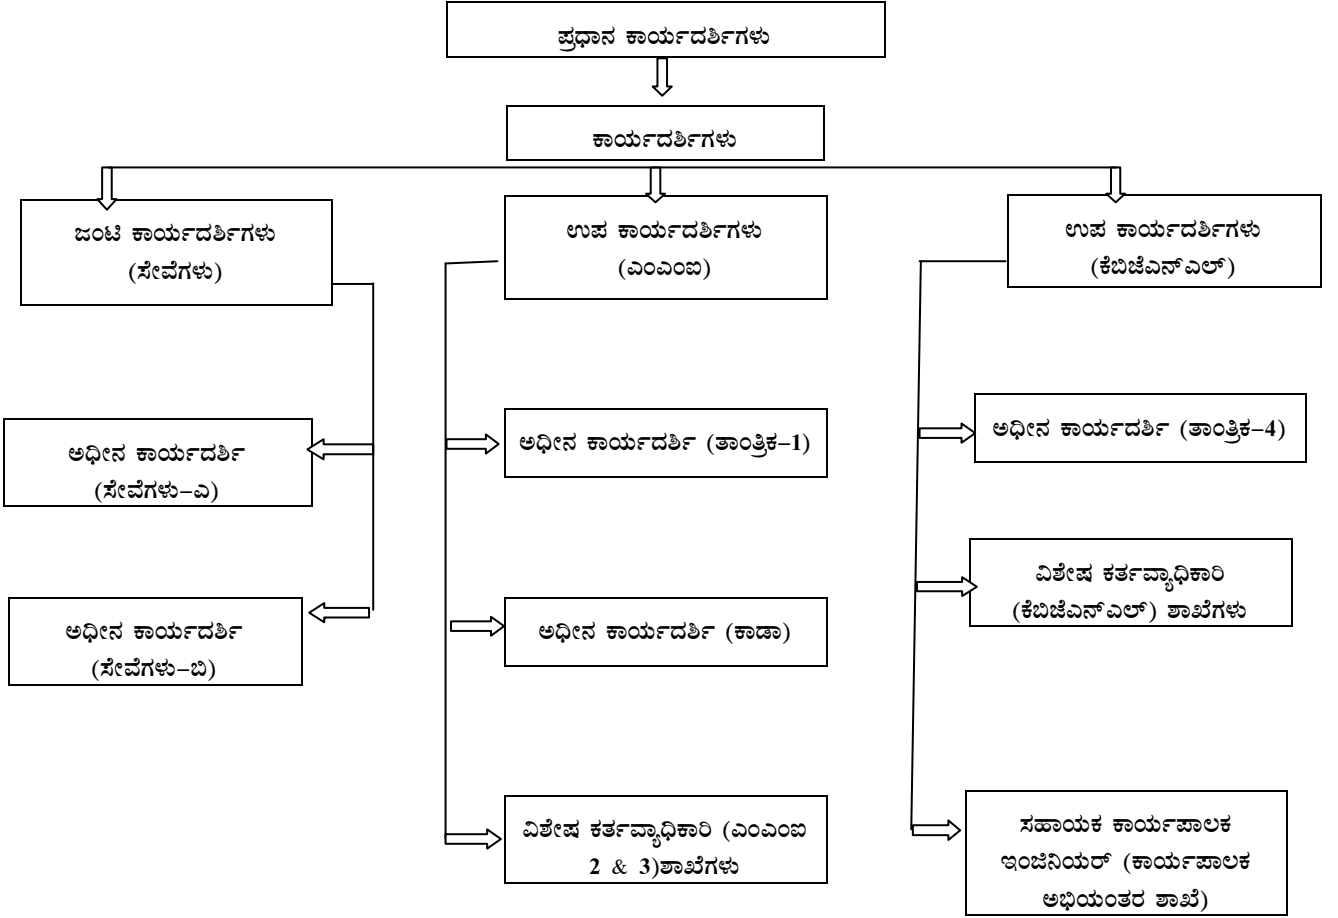 ಪ್ರಧಾನ ಕಾರ್ಯದರ್ಶಿಗಳು
ಕಾರ್ಯದರ್ಶಿಗಳು
ಜಂಟಿ ಕಾರ್ಯದರ್ಶಿಗಳು
(ಸೇವೆಗಳು)
ಉಪ ಕಾರ್ಯದರ್ಶಿಗಳು
(ಎಂಎಂಐ)
ಉಪ ಕಾರ್ಯದರ್ಶಿಗಳು
(ಕೆಬಿಜೆಎನ್ಎಲ್)
ಅಧೀನ ಕಾರ್ಯದರ್ಶಿ
(ಸೇವೆಗಳು–ಎ)
ಅಧೀನ ಕಾರ್ಯದರ್ಶಿ (ತಾಂತ್ರಿಕ–1)
ಅಧೀನ ಕಾರ್ಯದರ್ಶಿ (ತಾಂತ್ರಿಕ–4)
ಅಧೀನ ಕಾರ್ಯದರ್ಶಿ
(ಸೇವೆಗಳು–ಬಿ)
ಅಧೀನ ಕಾರ್ಯದರ್ಶಿ (ಕಾಡಾ)
ವಿಶೇಷ ಕರ್ತವ್ಯಾಧಿಕಾರಿ
(ಕೆಬಿಜೆಎನ್ಎಲ್) ಶಾಖೆಗಳು
ವಿಶೇಷ ಕರ್ತವ್ಯಾಧಿಕಾರಿ (ಎಂಎಂಐ
2 & 3)ಶಾಖೆಗಳು
ಸಹಾಯಕ ಕಾರ್ಯಪಾಲಕ
ಇಂಜಿನಿಯರ್ (ಕಾರ್ಯಪಾಲಕ
ಅಭಿಯಂತರ ಶಾಖೆ)